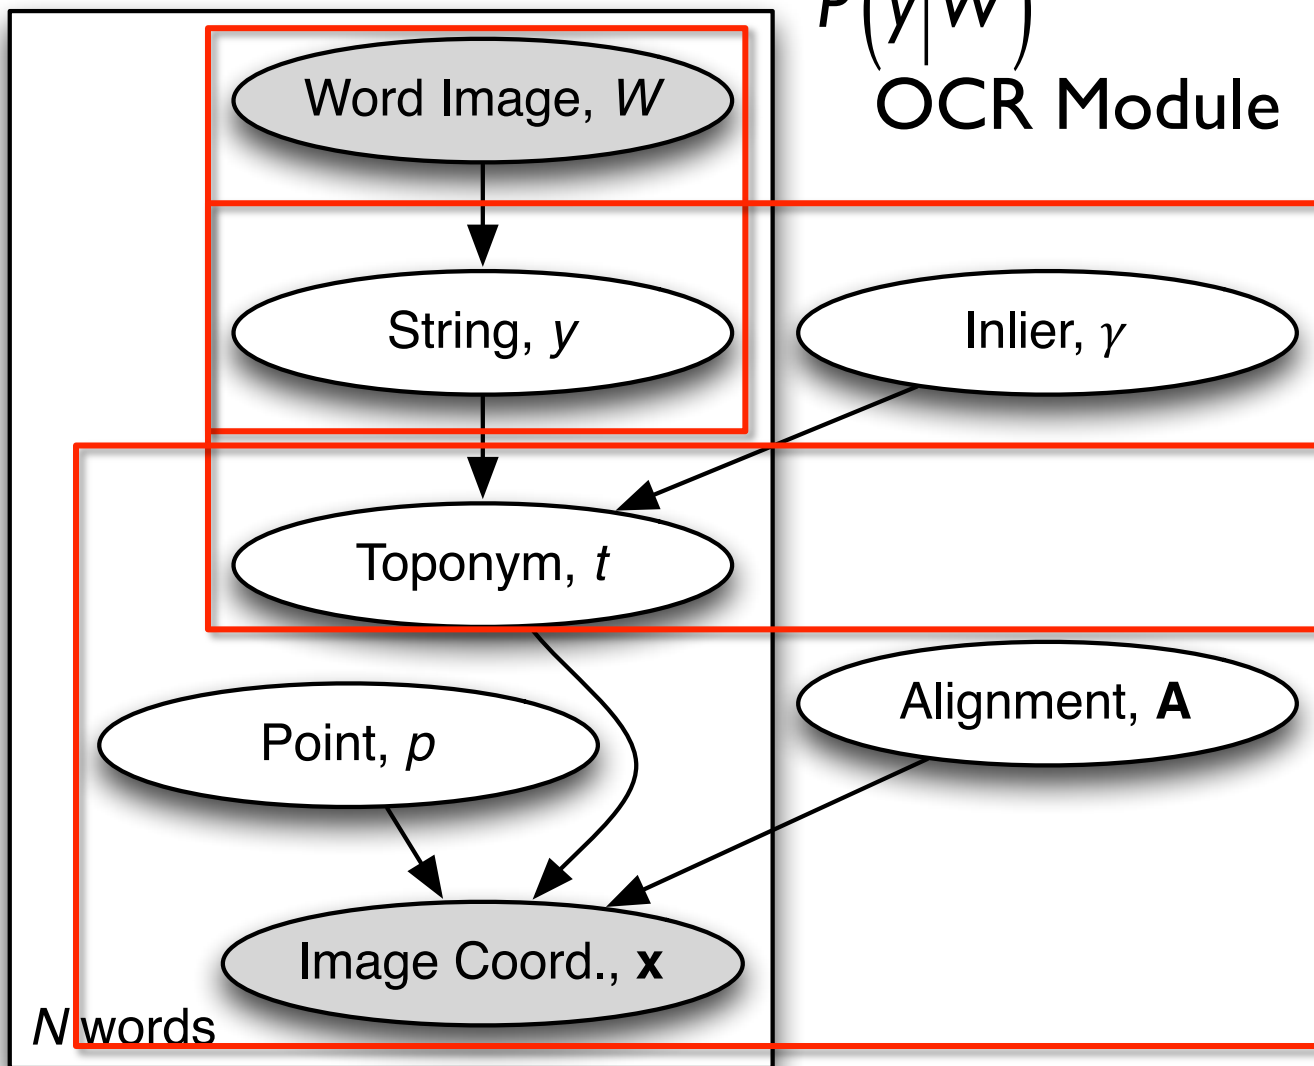 P(y|W)
OCR Module
Word Image, W
String, y
Inlier, γ
Toponym, t
Alignment, A
Point, p
Image Coord., x
N words